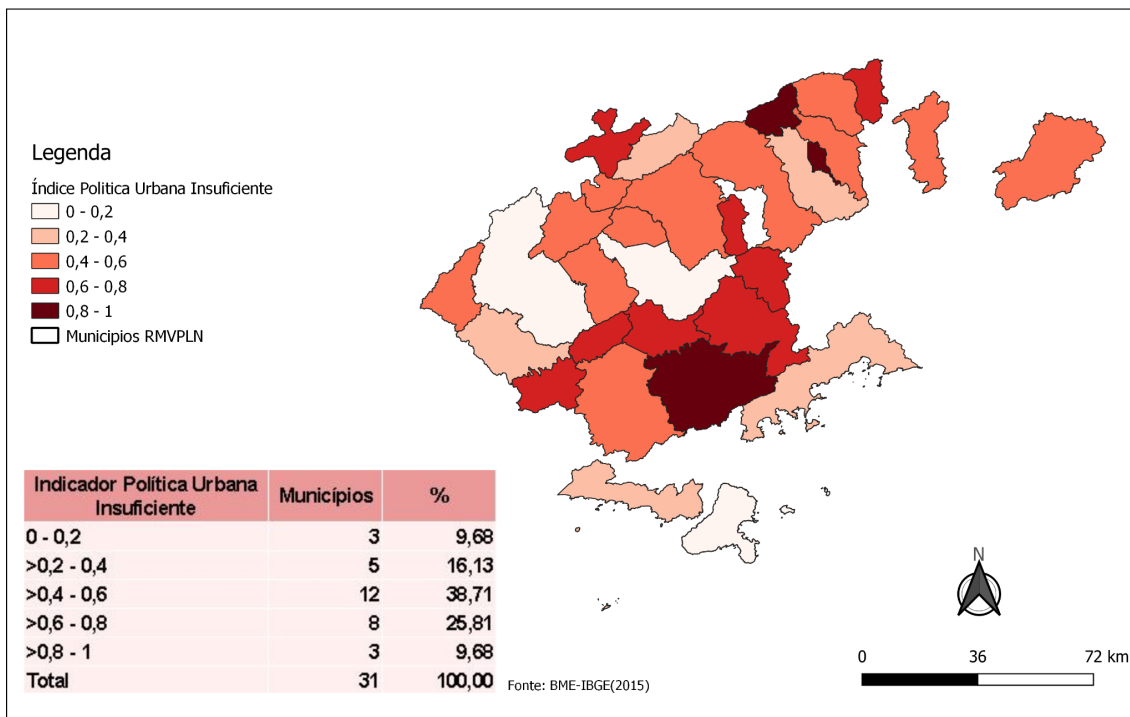 Legenda
Índice Politica Urbana Insuficiente
0 - 0,2
0,2 - 0,4
0,4 - 0,6
0,6 - 0,8
0,8 - 1
Municipios RMVPLN
Indicador Política Urbana
Insuficiente Municípios %
0 - 0,2 3 9,68
>0,2 - 0,4 5 16,13
>0,4 - 0,6 12 38,71
>0,6 - 0,8 8 25,81
>0,8 - 1 3 9,68
Total 31 100,00
Fonte: BME-IBGE(2015)
N
0 36 72 km